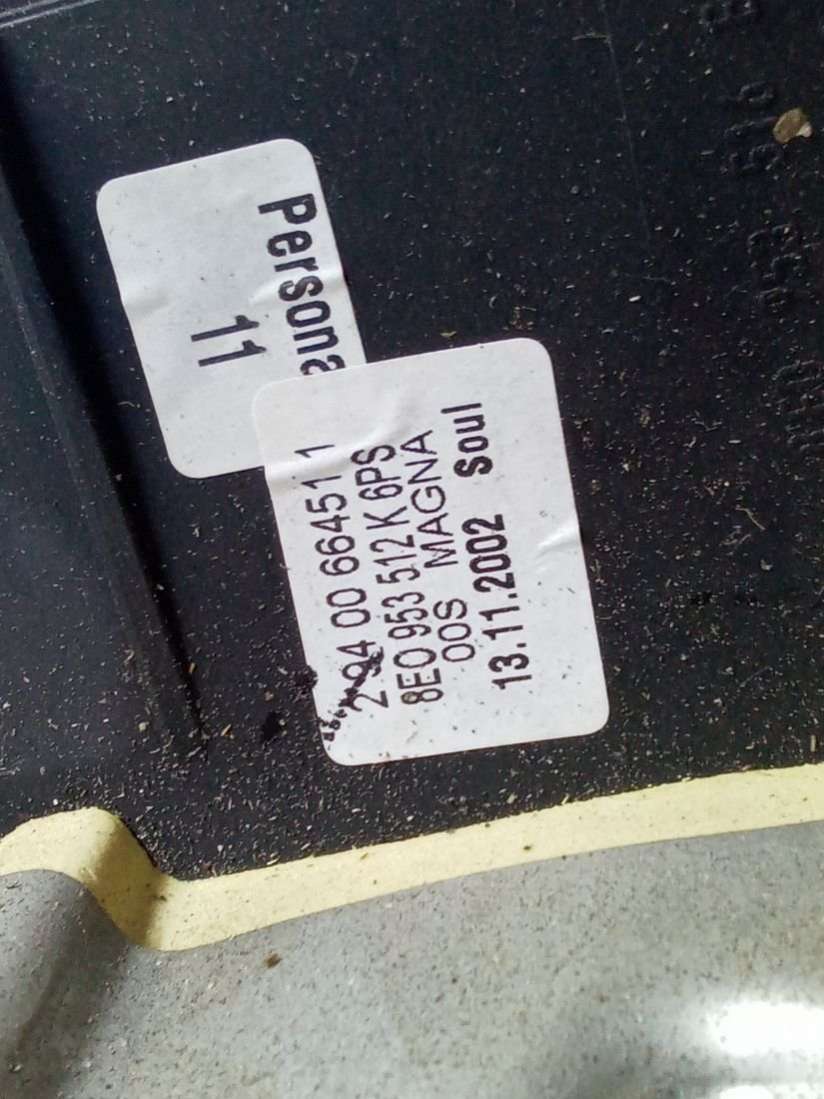 Persona
11
2 94 00 66451 1
8E0 953 512 K 6PS
00S MAGNA
13.11.2002 Soul